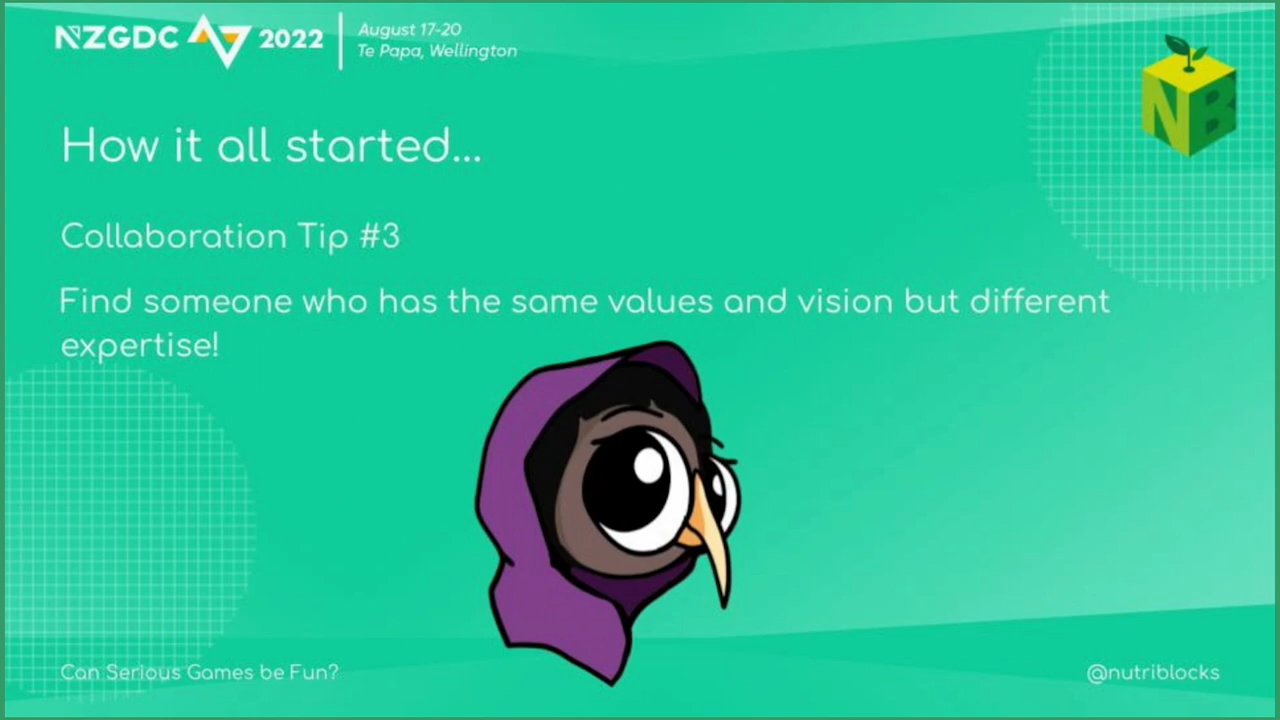 NZGDC 2022
August 17-20
Te Papa, Wellington
NB
How it all started...
Collaboration Tip #3
Find someone who has the same values and vision but different
expertise!
Can Serious Games be Fun?
@nutriblocks